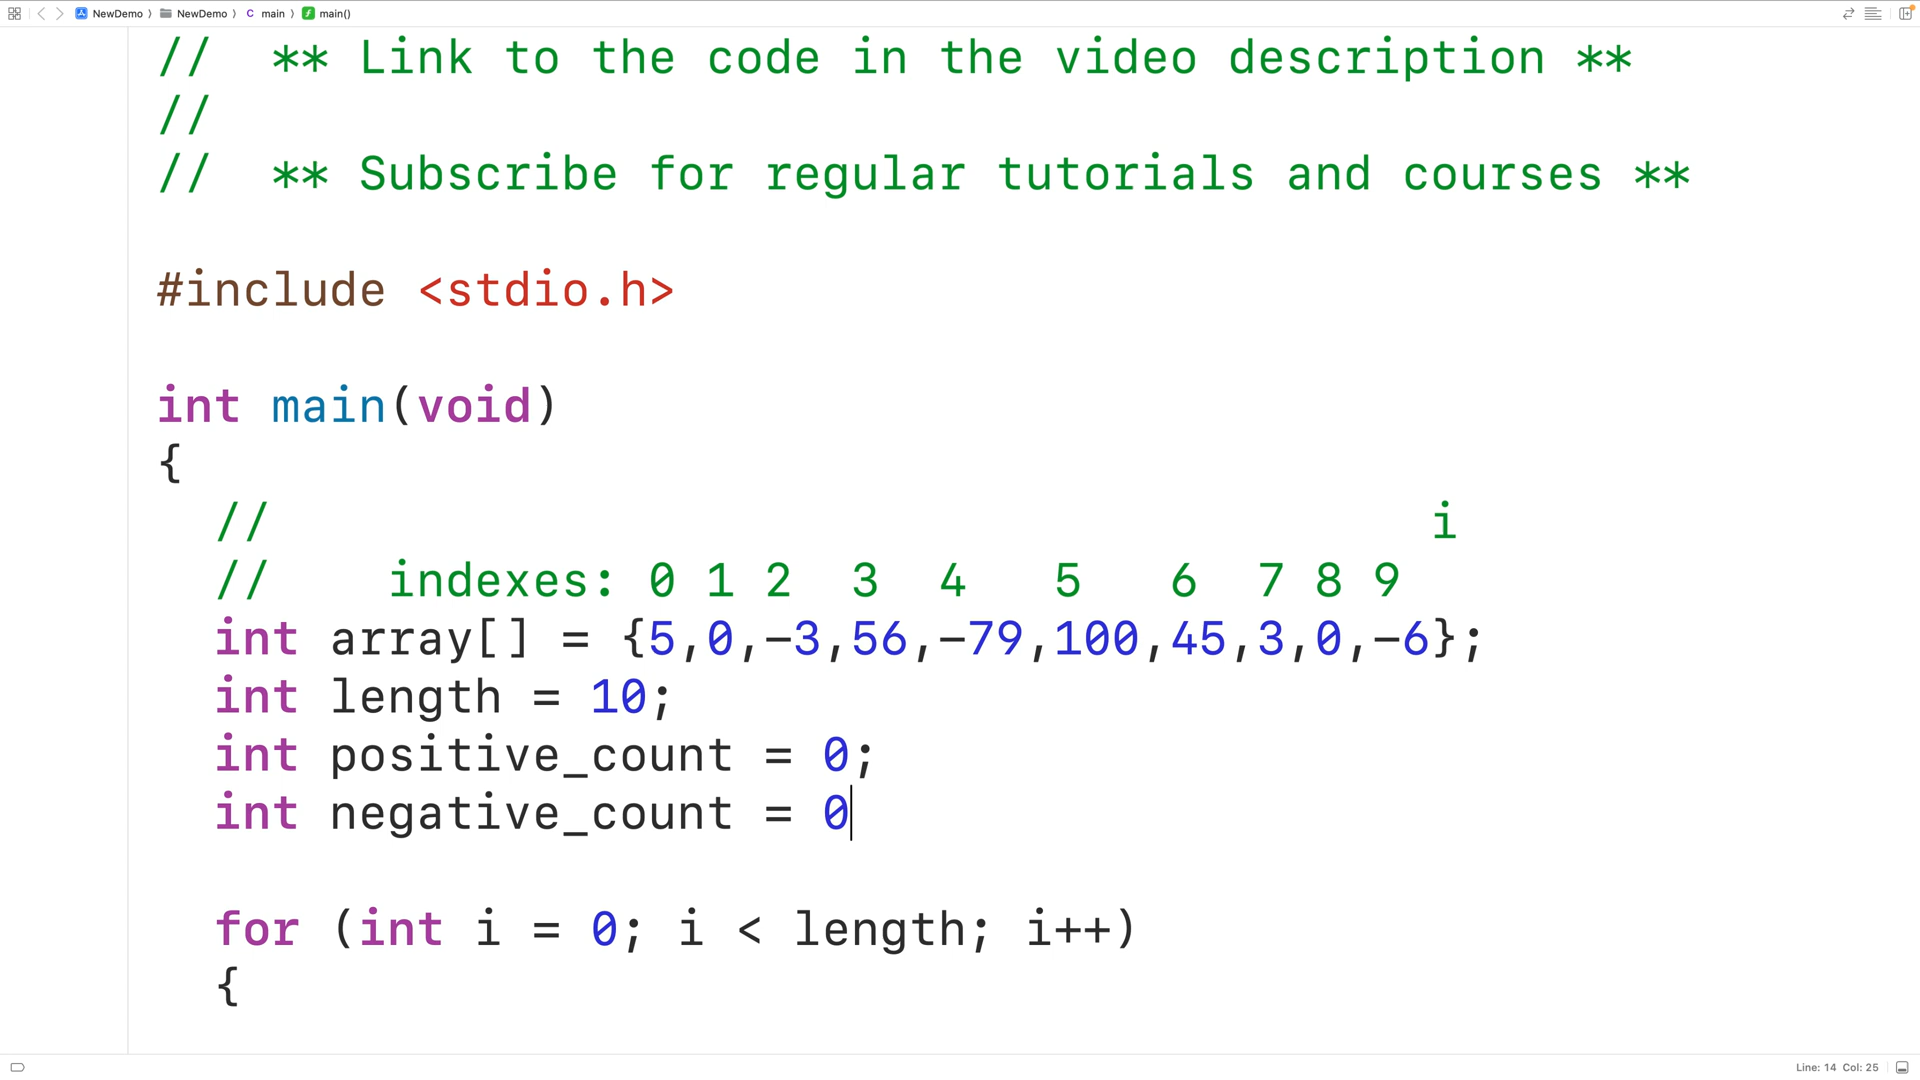 NewDemo 〉 NewDemo 〉 C main 〉 f main()
//  ** Link to the code in the video description **
//
//  ** Subscribe for regular tutorials and courses **
#include <stdio.h>
int main(void)
{
//                                         i
//    indexes: 0 1 2  3  4   5   6  7 8 9
int array[] = {5,0,-3,56,-79,100,45,3,0,-6};
int length = 10;
int positive_count = 0;
int negative_count = 0
for (int i = 0; i < length; i++)
{
Line: 14 Col: 25